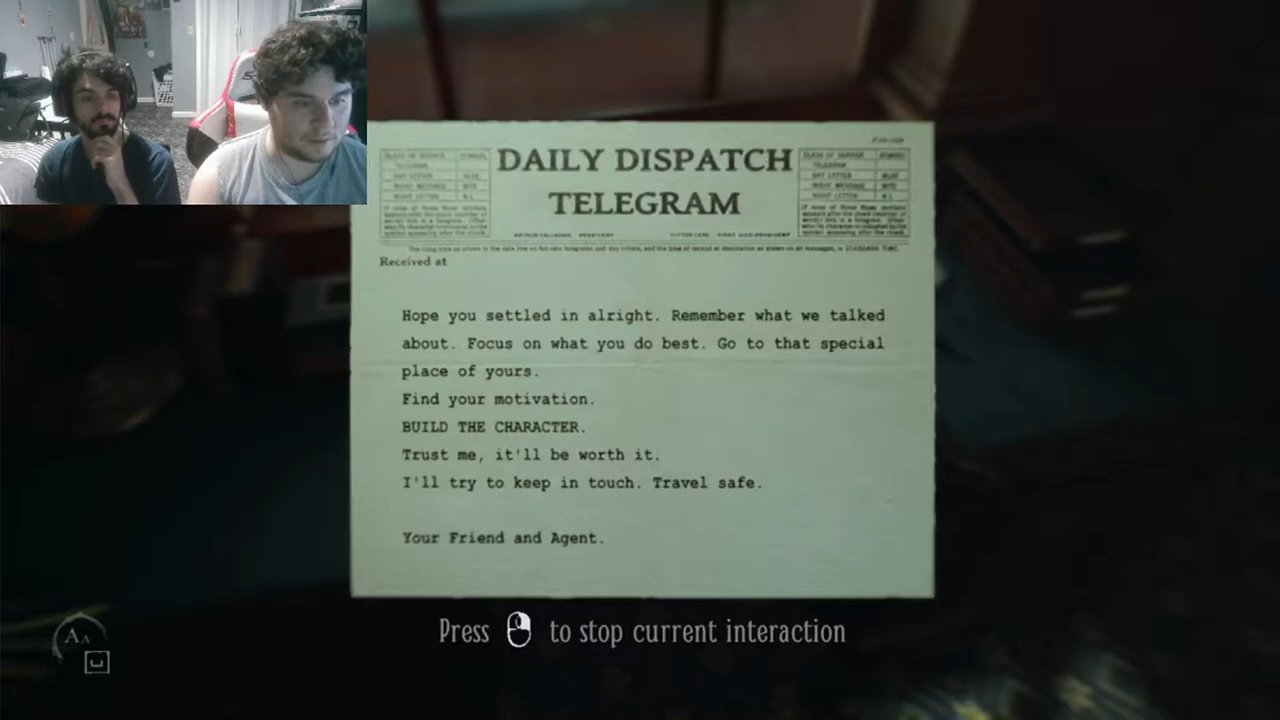 DAILY DISPATCH
TELEGRAM
Received at
Hope you settled in alright. Remember what we talked
about. Focus on what you do best. Go to that special
place of yours.
Find your motivation.
BUILD THE CHARACTER.
Trust me, it'll be worth it.
I'll try to keep in touch. Travel safe.
Your Friend and Agent.
Press to stop current interaction